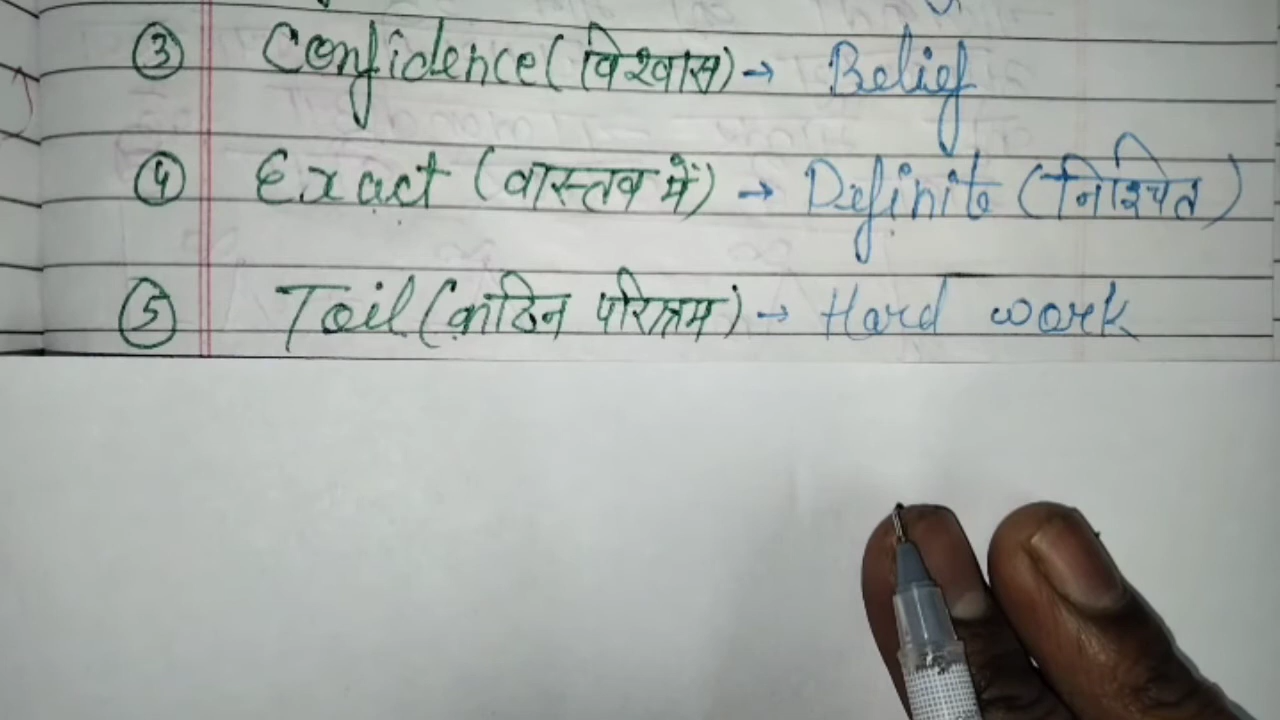 ③ Confidence (विश्वास) → Belief
④ Exact (वास्तव में) → Definite (निश्चित)
⑤ Toil (कठिन परिश्रम) → Hard work